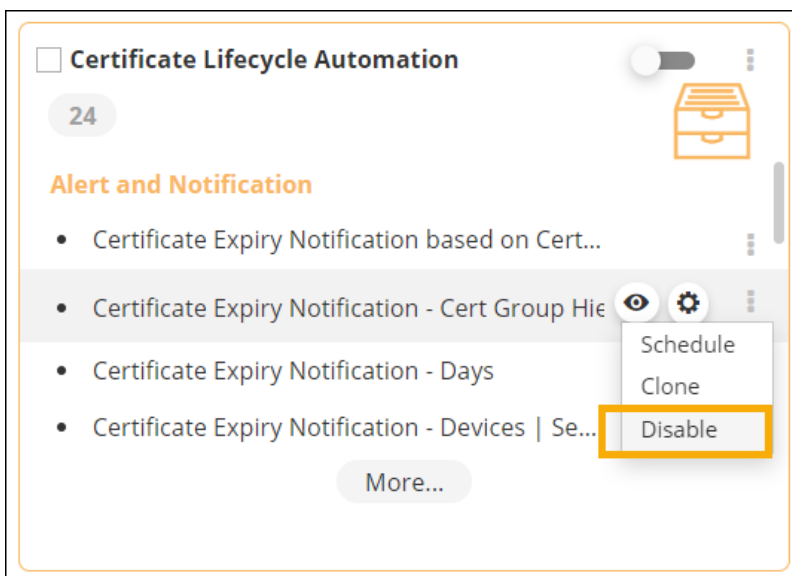 Certificate Lifecycle Automation
24
Alert and Notification
Certificate Expiry Notification based on Cert...
Certificate Expiry Notification - Cert Group Hie
Schedule
Certificate Expiry Notification - Days
Clone
Certificate Expiry Notification - Devices | Se...
Disable
More...